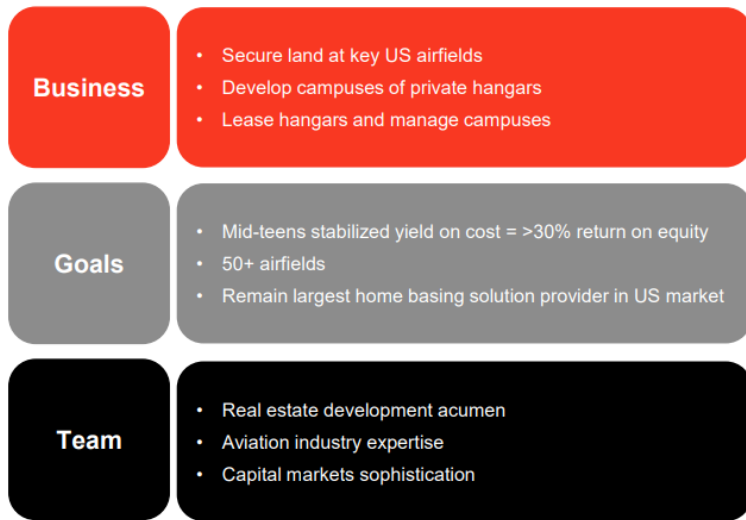 Business
• Secure land at key US airfields
• Develop campuses of private hangars
• Lease hangars and manage campuses
Goals
• Mid-teens stabilized yield on cost = >30% return on equity
• 50+ airfields
• Remain largest home basing solution provider in US market
Team
• Real estate development acumen
• Aviation industry expertise
• Capital markets sophistication